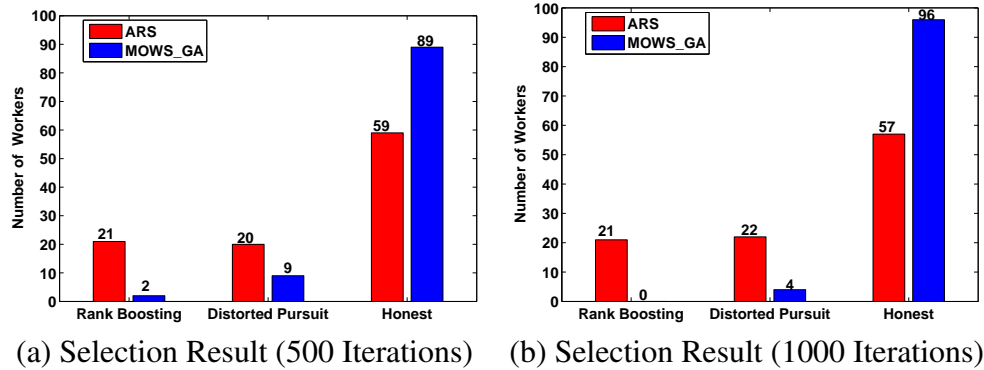 ARS
MOWS_GA
Number of Workers
100
90
80
70
60
50
40
30
20
10
0
21
2
20
9
59
89
Rank Boosting
Distorted Pursuit
Honest
(a) Selection Result (500 Iterations)
ARS
MOWS_GA
Number of Workers
100
90
80
70
60
50
40
30
20
10
0
21
0
22
4
57
96
Rank Boosting
Distorted Pursuit
Honest
(b) Selection Result (1000 Iterations)